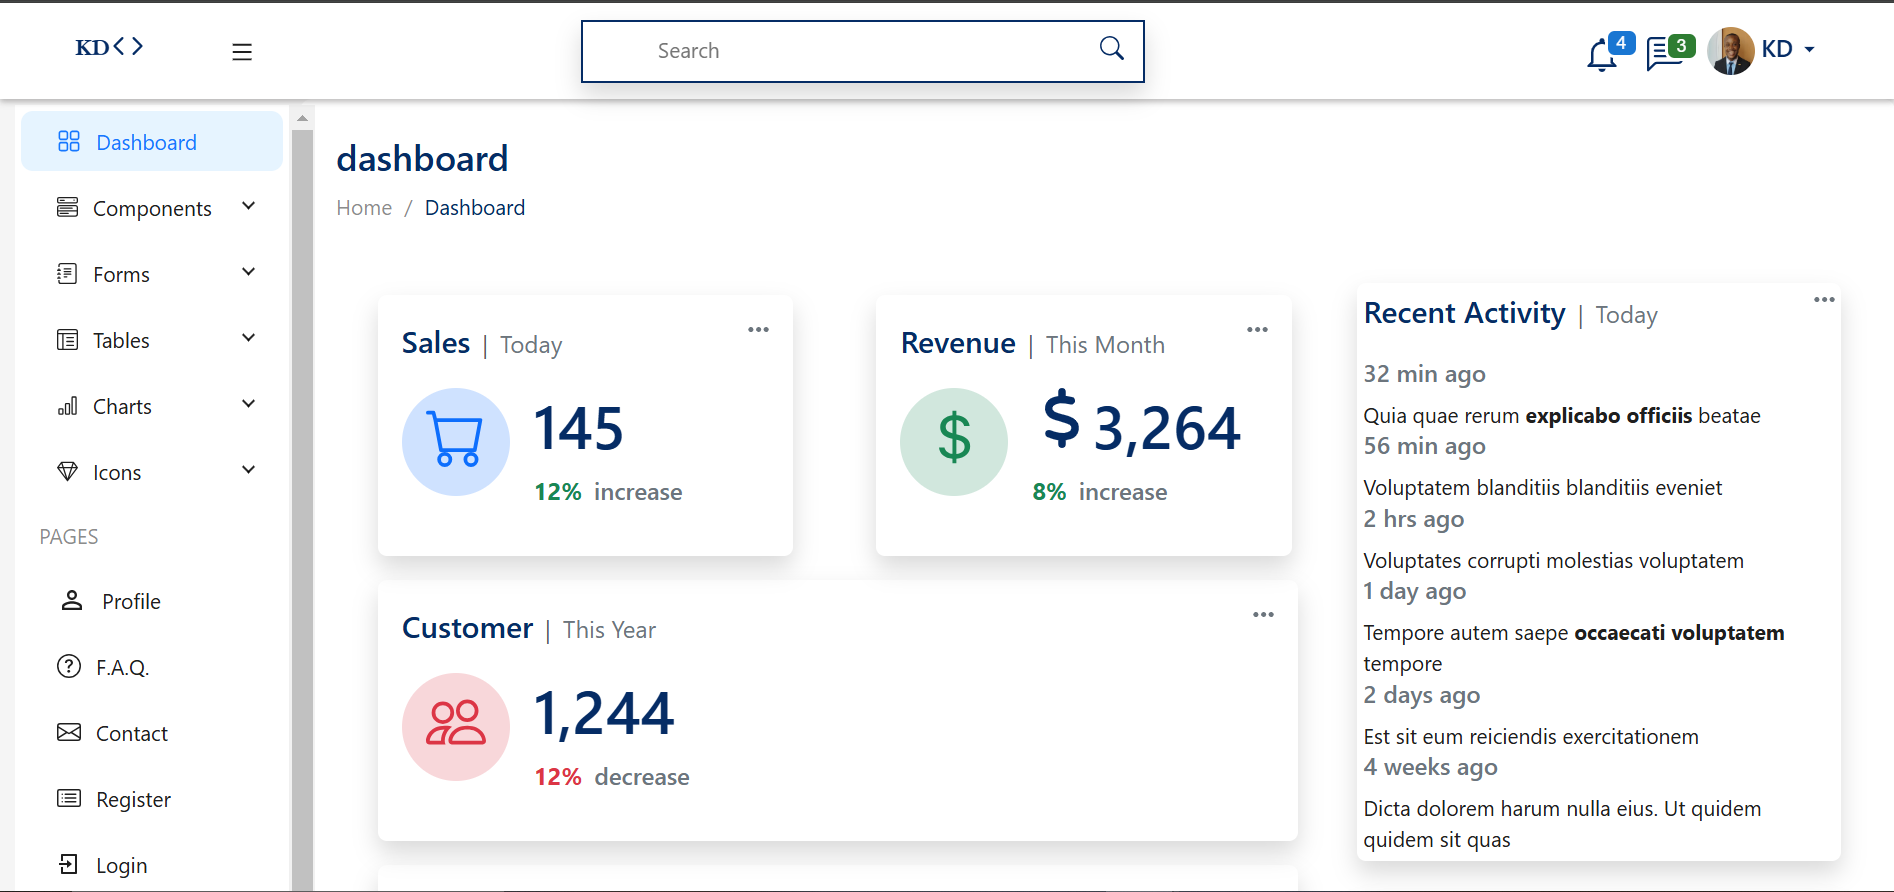 KD<>
Search
4
3
KD
Dashboard
Components
Forms
Tables
Charts
Icons
PAGES
Profile
F.A.Q.
Contact
Register
Login
dashboard
Home / Dashboard
Sales | Today
145
12% increase
Revenue | This Month
$
$ 3,264
8% increase
Customer | This Year
1,244
12% decrease
Recent Activity | Today
32 min ago
Quia quae rerum explicabo officiis beatae
56 min ago
Voluptatem blanditiis blanditiis eveniet
2 hrs ago
Voluptates corrupti molestias voluptatem
1 day ago
Tempore autem saepe occaecati voluptatem
tempore
2 days ago
Est sit eum reiciendis exercitationem
4 weeks ago
Dicta dolorem harum nulla eius. Ut quidem
quidem sit quas